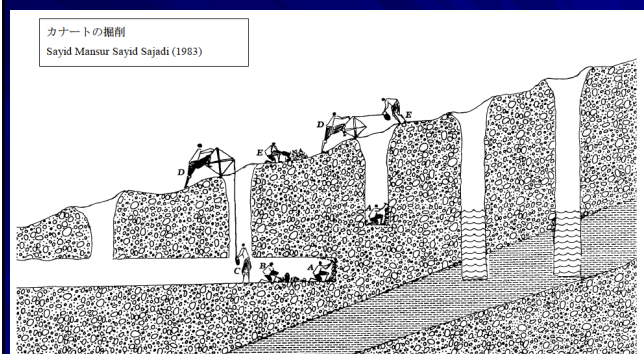 カナートの掘削
Sayid Mansur Sayid Sajadi (1983)
E
D
E
D
A
C
B
A